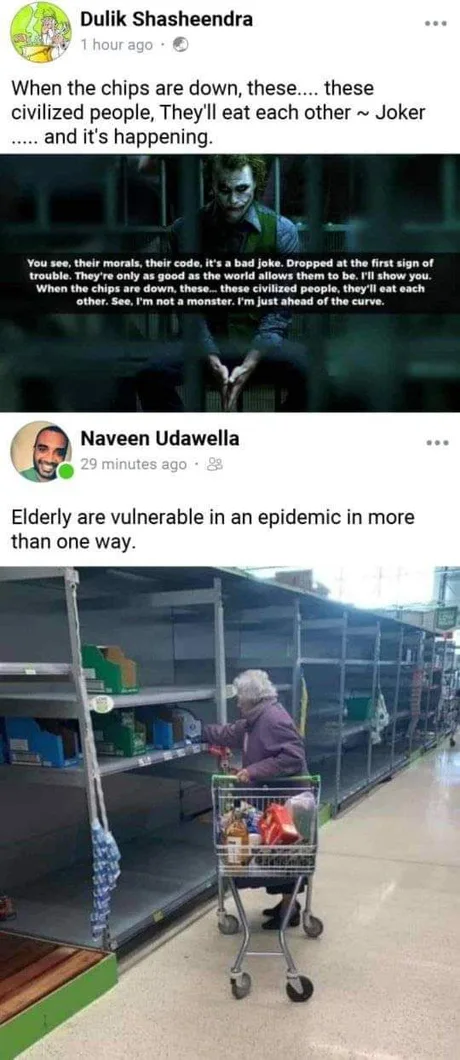 Dulik Shasheendra
1 hour ago ·
When the chips are down, these.... these
civilized people, They'll eat each other ~ Joker
..... and it's happening.
You see, their morals, their code, it's a bad joke. Dropped at the first sign of
trouble. They're only as good as the world allows them to be. I'll show you.
When the chips are down, these... these civilized people, they'll eat each
other. See, I'm not a monster. I'm just ahead of the curve.
Naveen Udawella
29 minutes ago ·
Elderly are vulnerable in an epidemic in more
than one way.